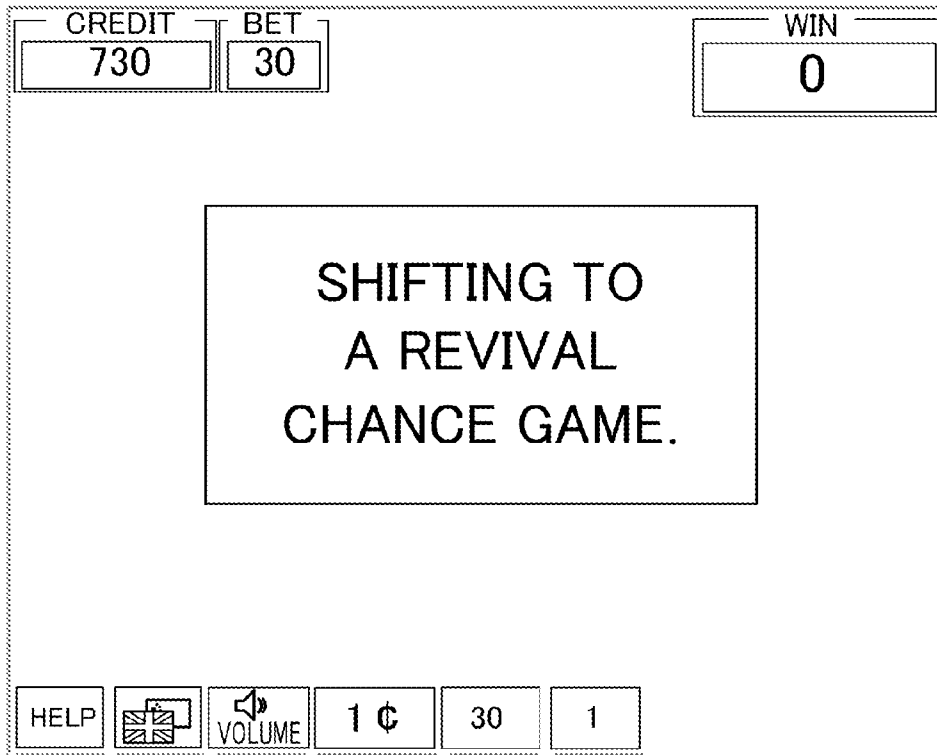 CREDIT BET WIN
730 30 0
SHIFTING TO
A REVIVAL
CHANCE GAME.
HELP VOLUME 1 ¢ 30 1